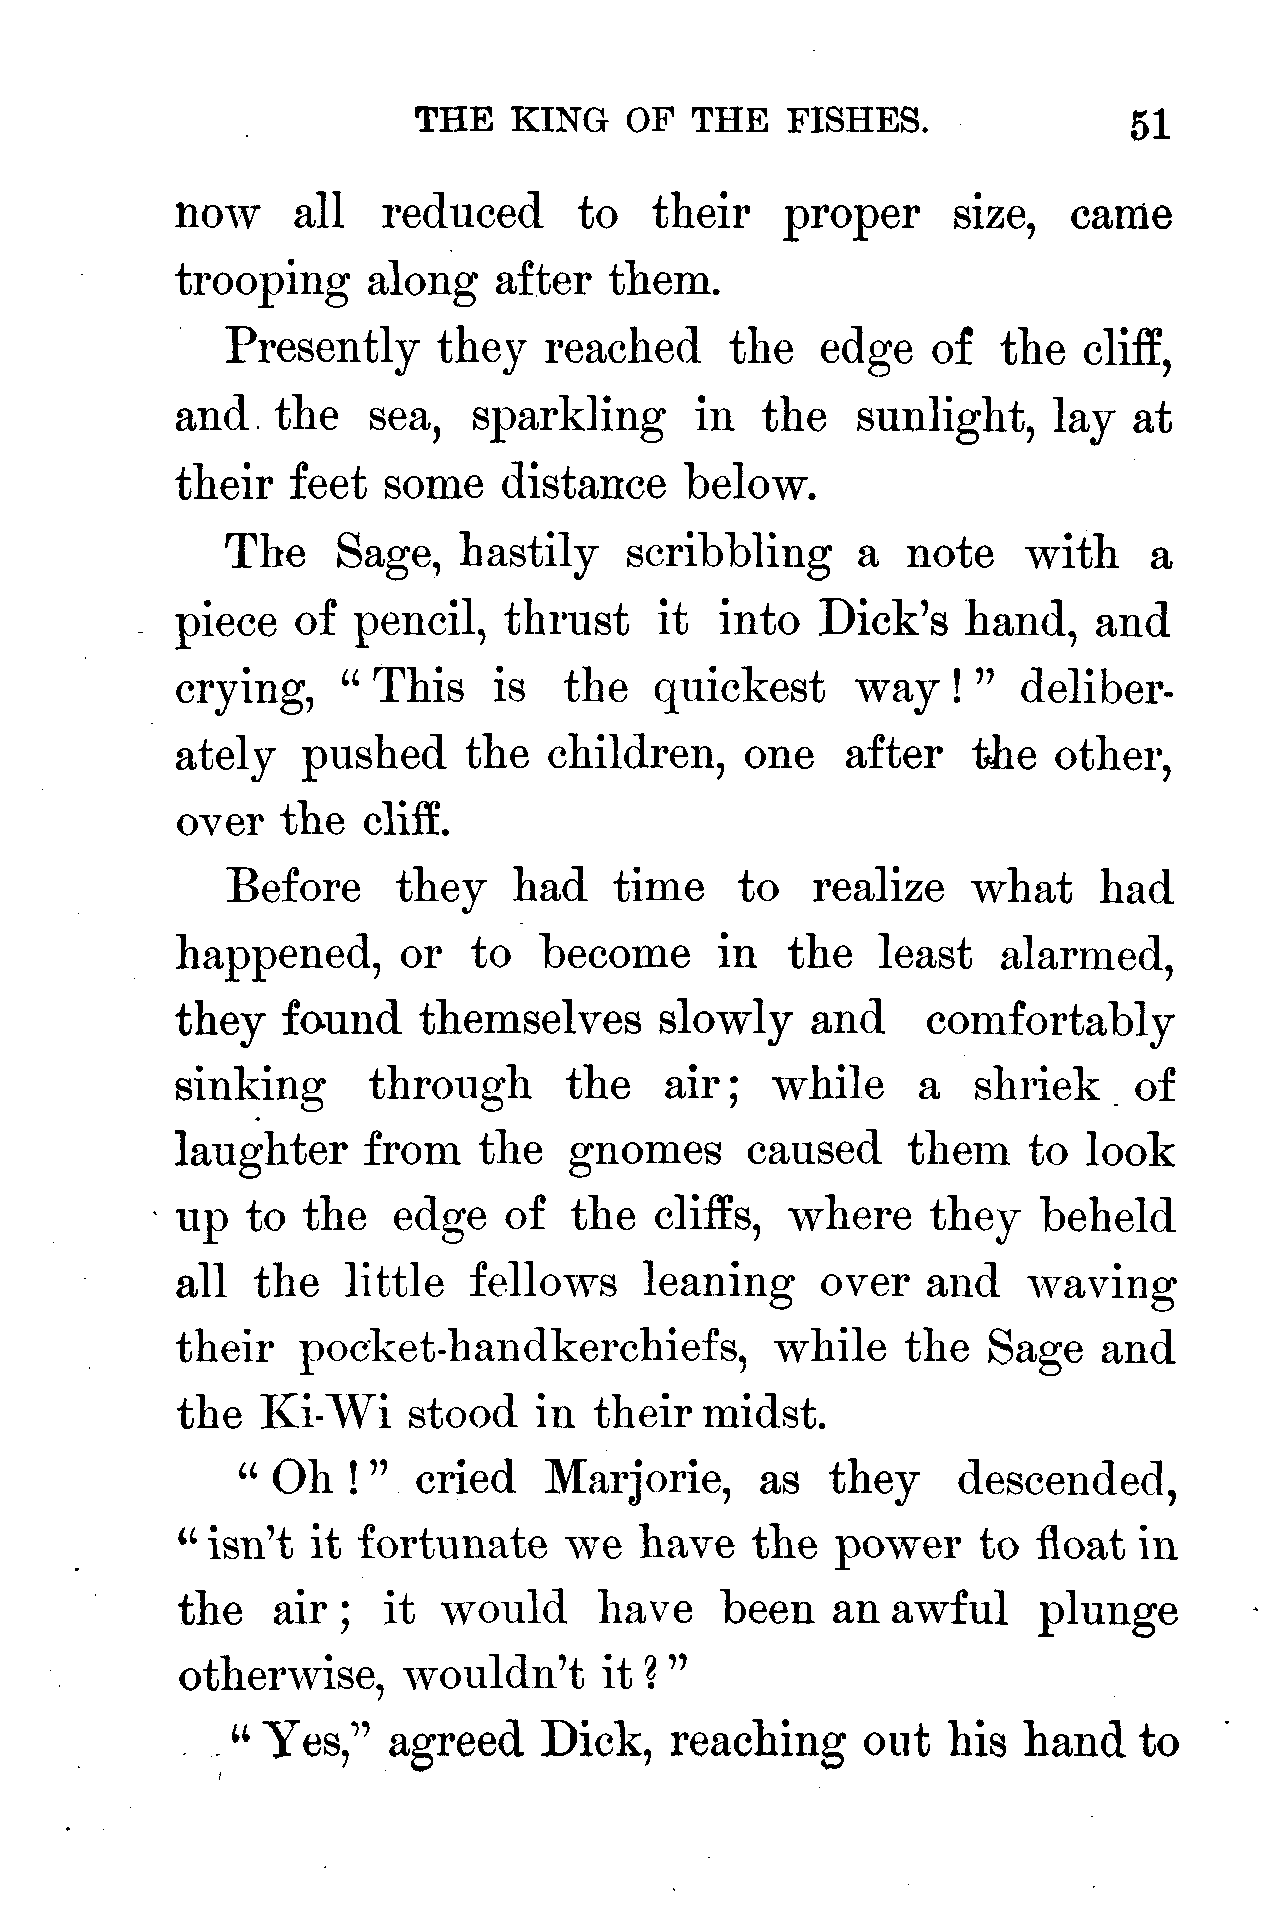 THE KING OF THE FISHES. 51
now all reduced to their proper size, came
trooping along after them.
Presently they reached the edge of the cliff,
and the sea, sparkling in the sunlight, lay at
their feet some distance below.
The Sage, hastily scribbling a note with a
piece of pencil, thrust it into Dick's hand, and
crying, "This is the quickest way!" deliber-
ately pushed the children, one after the other,
over the cliff.
Before they had time to realize what had
happened, or to become in the least alarmed,
they found themselves slowly and comfortably
sinking through the air; while a shriek of
laughter from the gnomes caused them to look
up to the edge of the cliffs, where they beheld
all the little fellows leaning over and waving
their pocket-handkerchiefs, while the Sage and
the Ki-Wi stood in their midst.
"Oh!" cried Marjorie, as they descended,
"isn't it fortunate we have the power to float in
the air; it would have been an awful plunge
otherwise, wouldn't it?"
"Yes," agreed Dick, reaching out his hand to